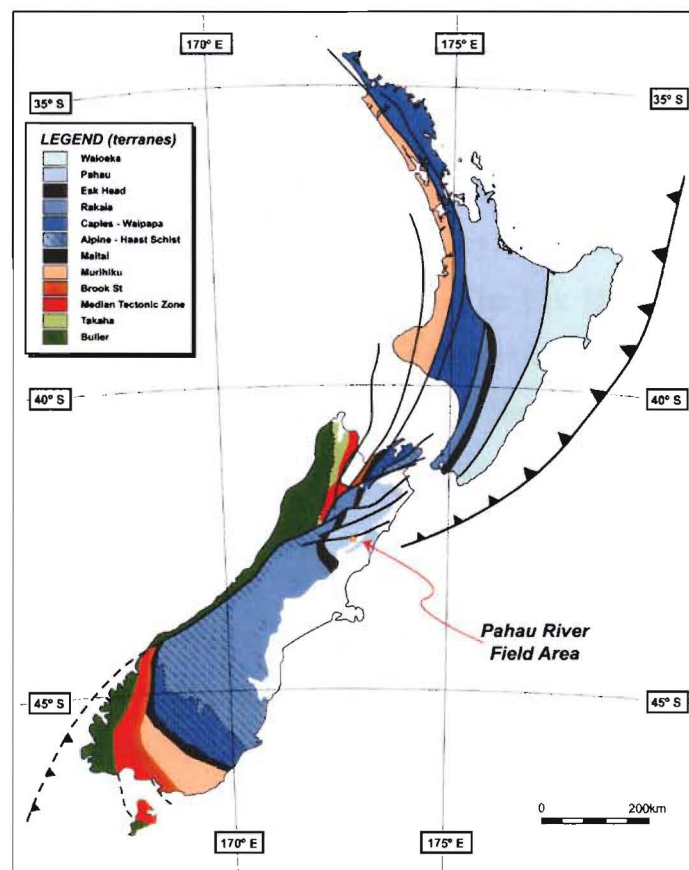 170° E
175° E
35° S
35° S
LEGEND (terranes)
Waioeka
Pahau
Esk Head
Rakaia
Caples - Waipapa
Alpine - Haast Schist
Maitai
Murihiku
Brook St
Median Tectonic Zone
Takaha
Buller
40° S
40° S
Pahau River
Field Area
45° S
45° S
0 200km
170° E
175° E